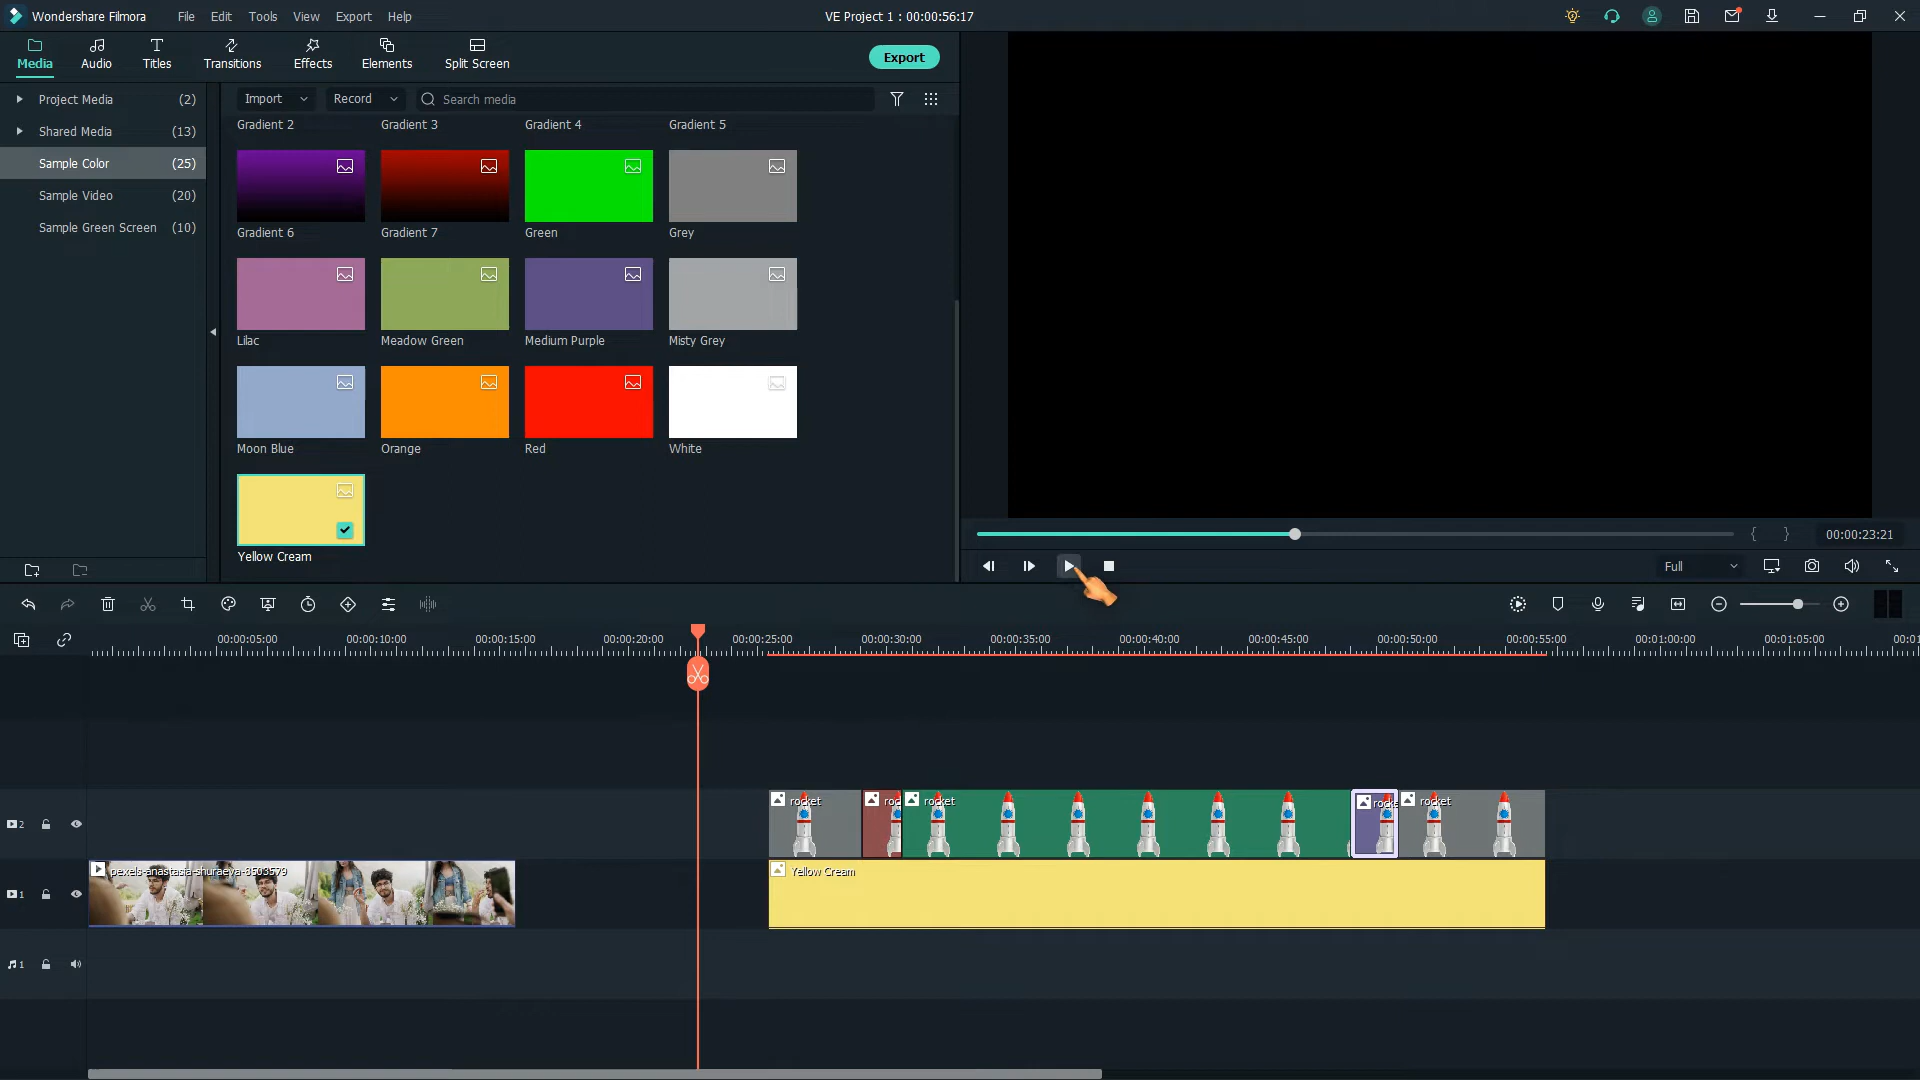 Wondershare Filmora File Edit Tools View Export Help VE Project 1 : 00:00:56:17
Media Audio Titles Transitions Effects Elements Split Screen Export
Project Media (2) Import Record Search media
Gradient 2 Gradient 3 Gradient 4 Gradient 5
Shared Media (13)
Sample Color (25)
Sample Video (20)
Sample Green Screen (10)
Gradient 6 Gradient 7 Green Grey
Lilac Meadow Green Medium Purple Misty Grey
Moon Blue Orange Red White
Yellow Cream
{ } 00:00:23:21
Full
00:00:05:00 00:00:10:00 00:00:15:00 00:00:20:00 00:00:25:00 00:00:30:00 00:00:35:00 00:00:40:00 00:00:45:00 00:00:50:00 00:00:55:00 00:01:00:00 00:01:05:00 00:01
2 rocket roc rocket rocke rocket
1 pexels-anastasia-shuraeva-8503579 Yellow Cream
1